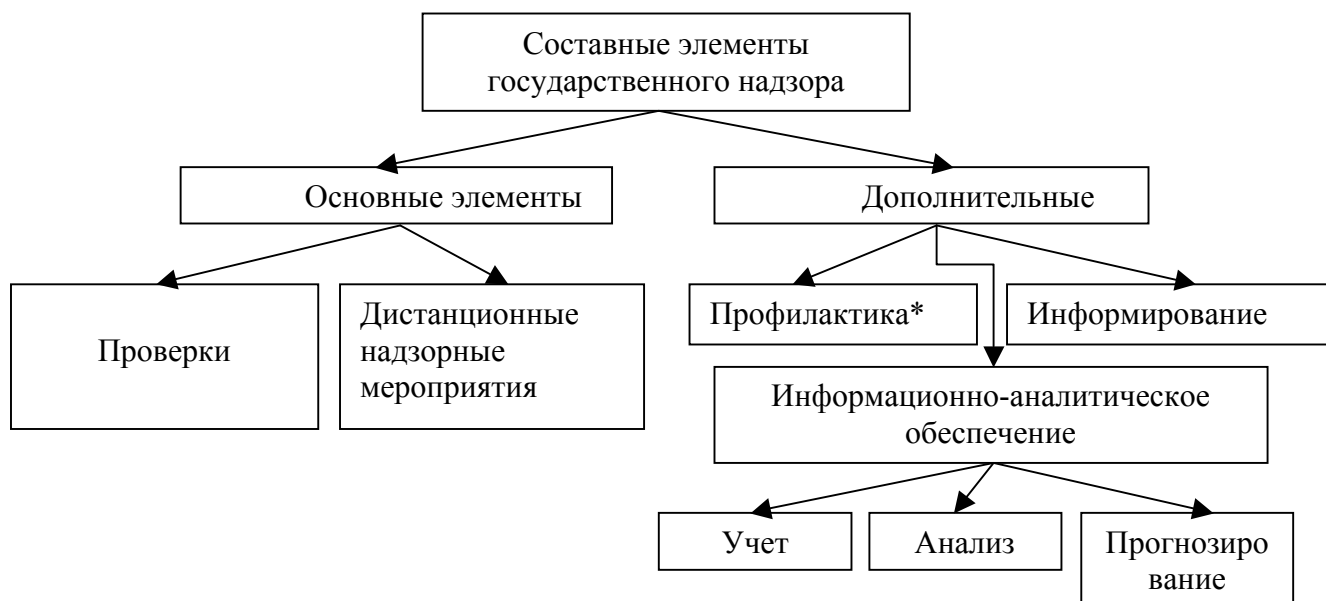 Составные элементы
государственного надзора
Основные элементы
Дополнительные
Проверки
Дистанционные
надзорные
мероприятия
Профилактика*
Информирование
Информационно-аналитическое
обеспечение
Учет
Анализ
Прогнозиро
вание